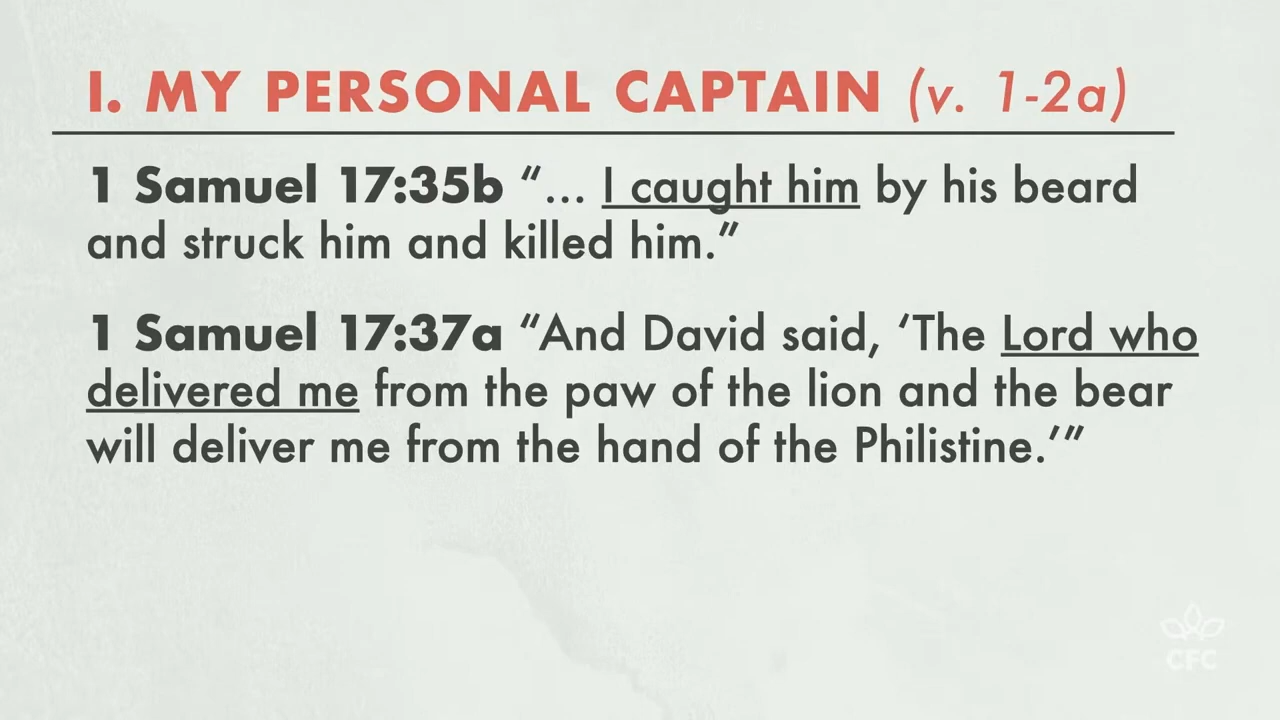 I. MY PERSONAL CAPTAIN (v. 1-2a)
1 Samuel 17:35b “... I caught him by his beard
and struck him and killed him.”
1 Samuel 17:37a “And David said, ‘The Lord who
delivered me from the paw of the lion and the bear
will deliver me from the hand of the Philistine.’”
CFC